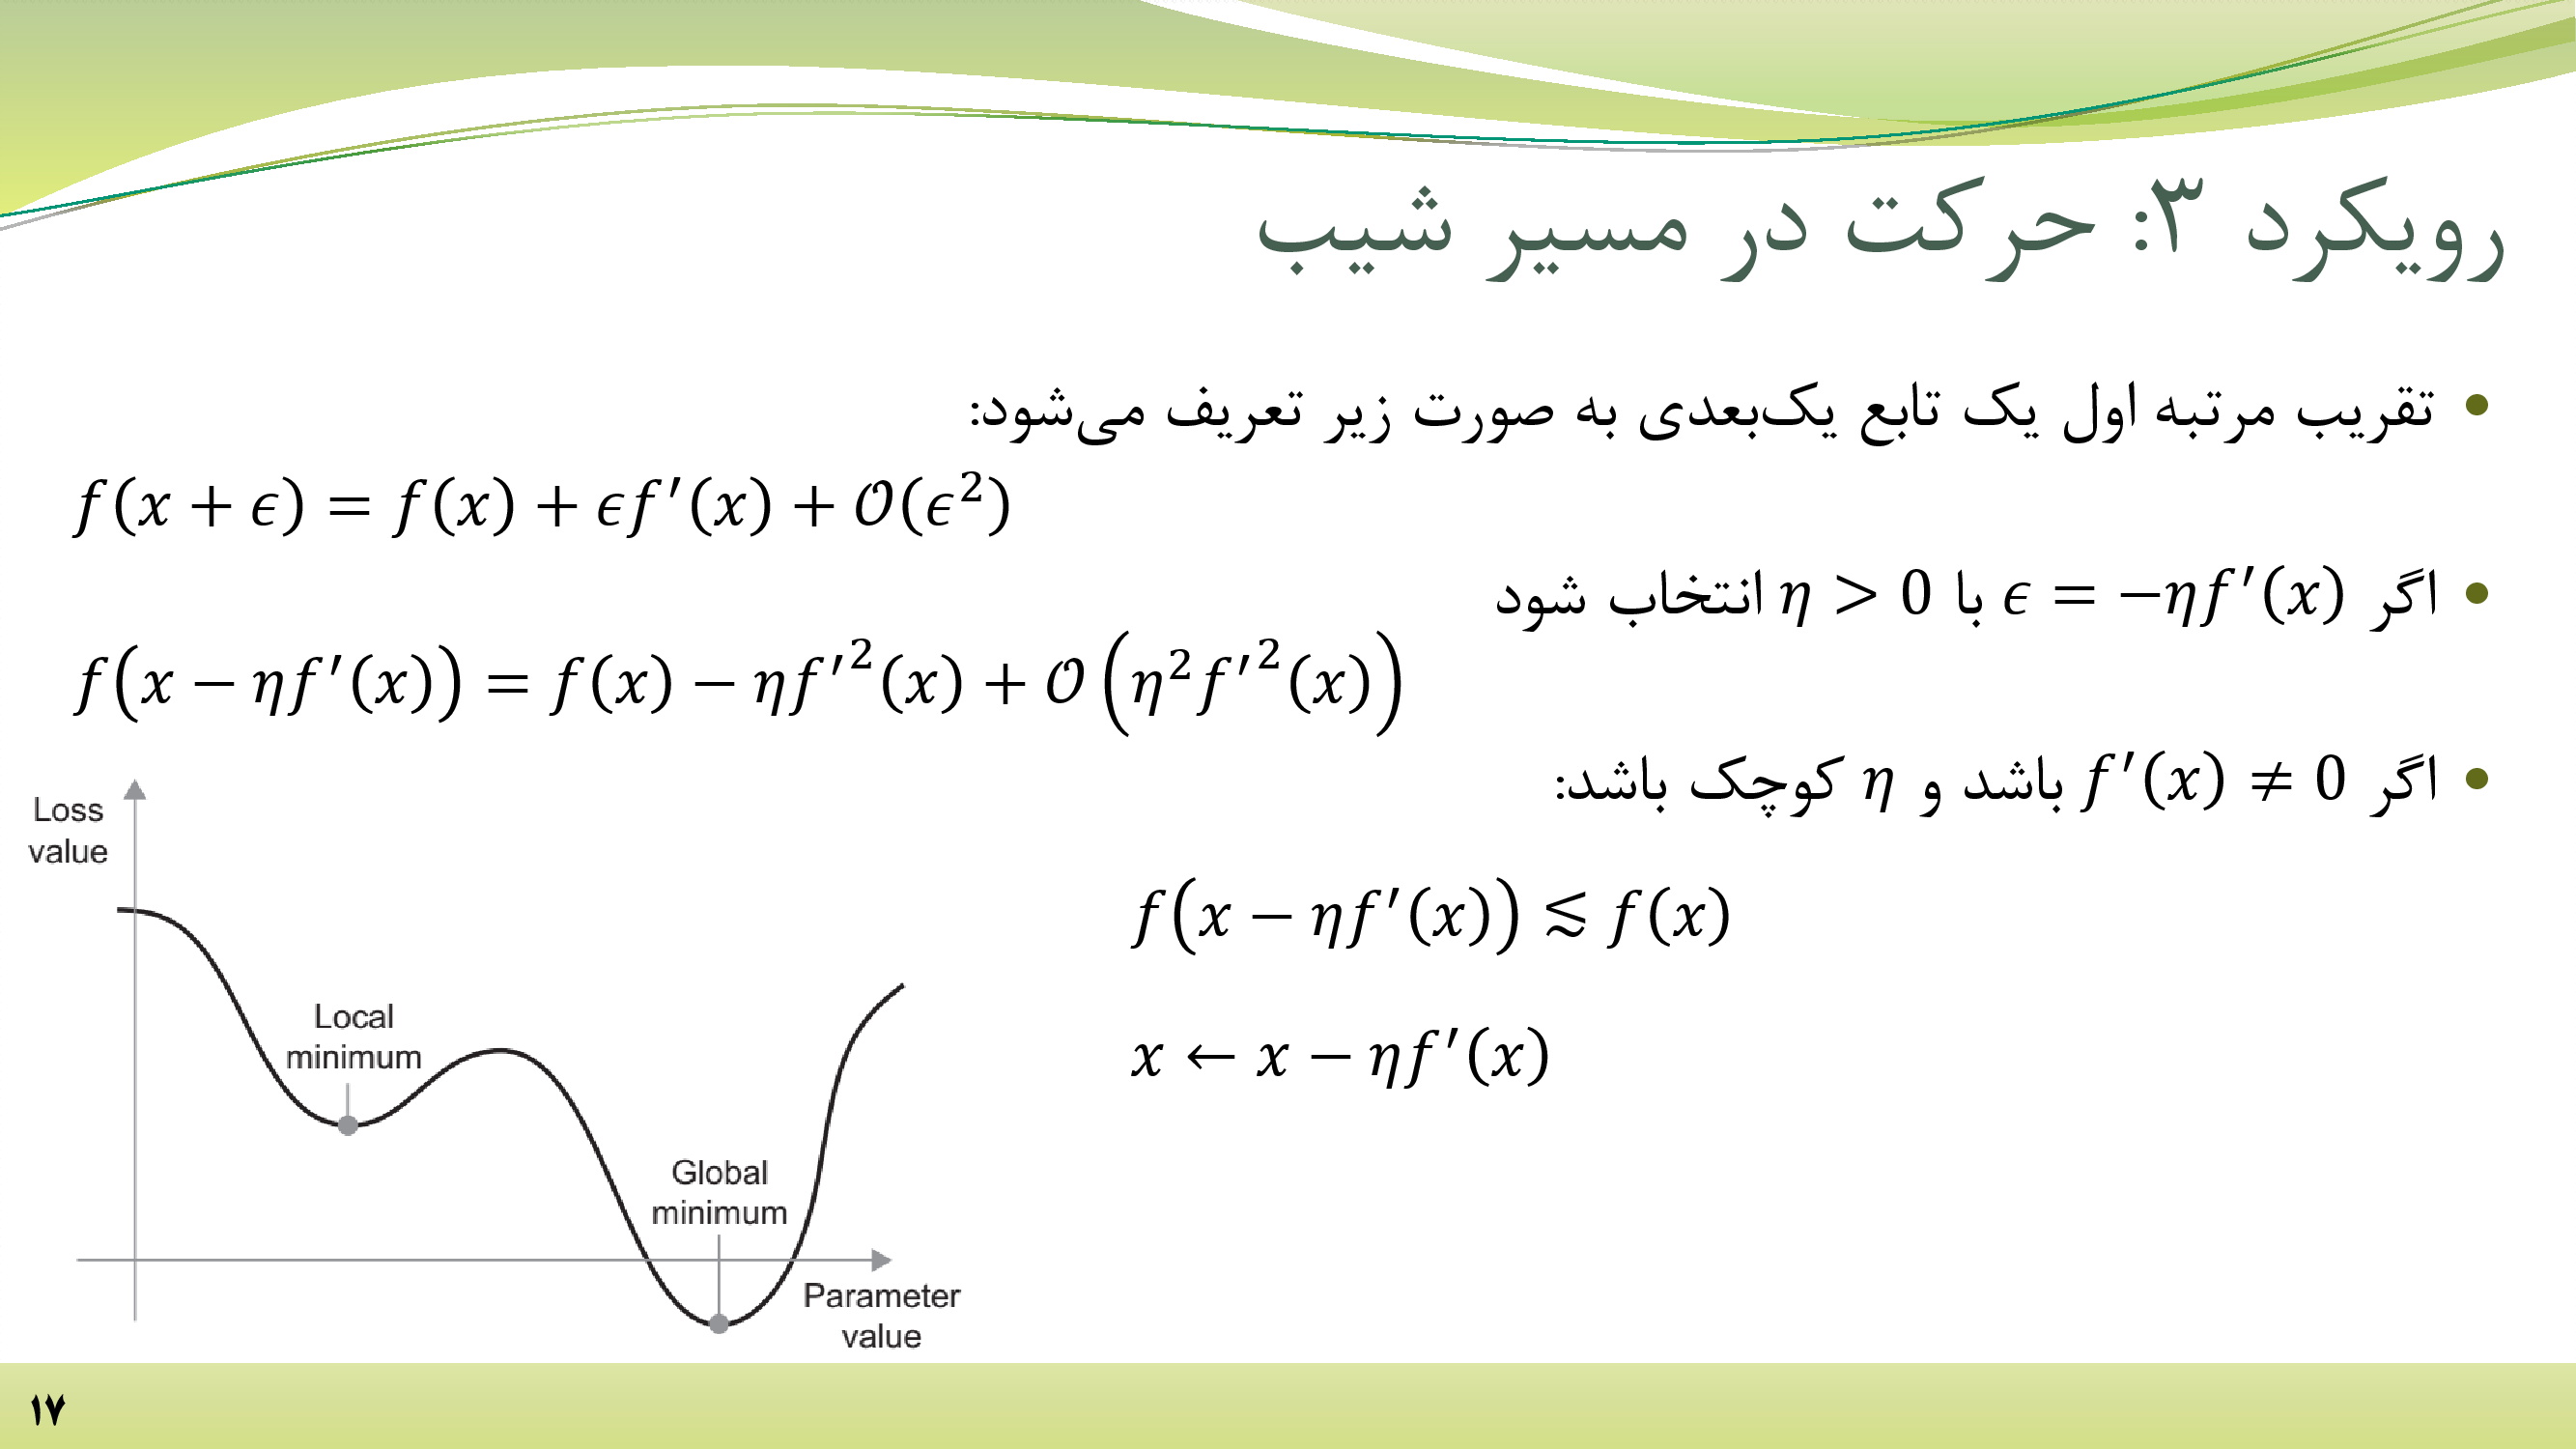 رویکرد ۳: حرکت در مسیر شیب
• تقریب مرتبه اول یک تابع یک‌بعدی به صورت زیر تعریف می‌شود:
f(x + ϵ) = f(x) + ϵf′(x) + 𝒪(ϵ²)
• اگر ϵ = −ηf′(x) با η > 0 انتخاب شود
f(x − ηf′(x)) = f(x) − ηf′²(x) + 𝒪(η²f′²(x))
• اگر f′(x) ≠ 0 باشد و η کوچک باشد:
f(x − ηf′(x)) ⪅ f(x)
x ← x − ηf′(x)
Loss
value
Local
minimum
Global
minimum
Parameter
value
۱۷